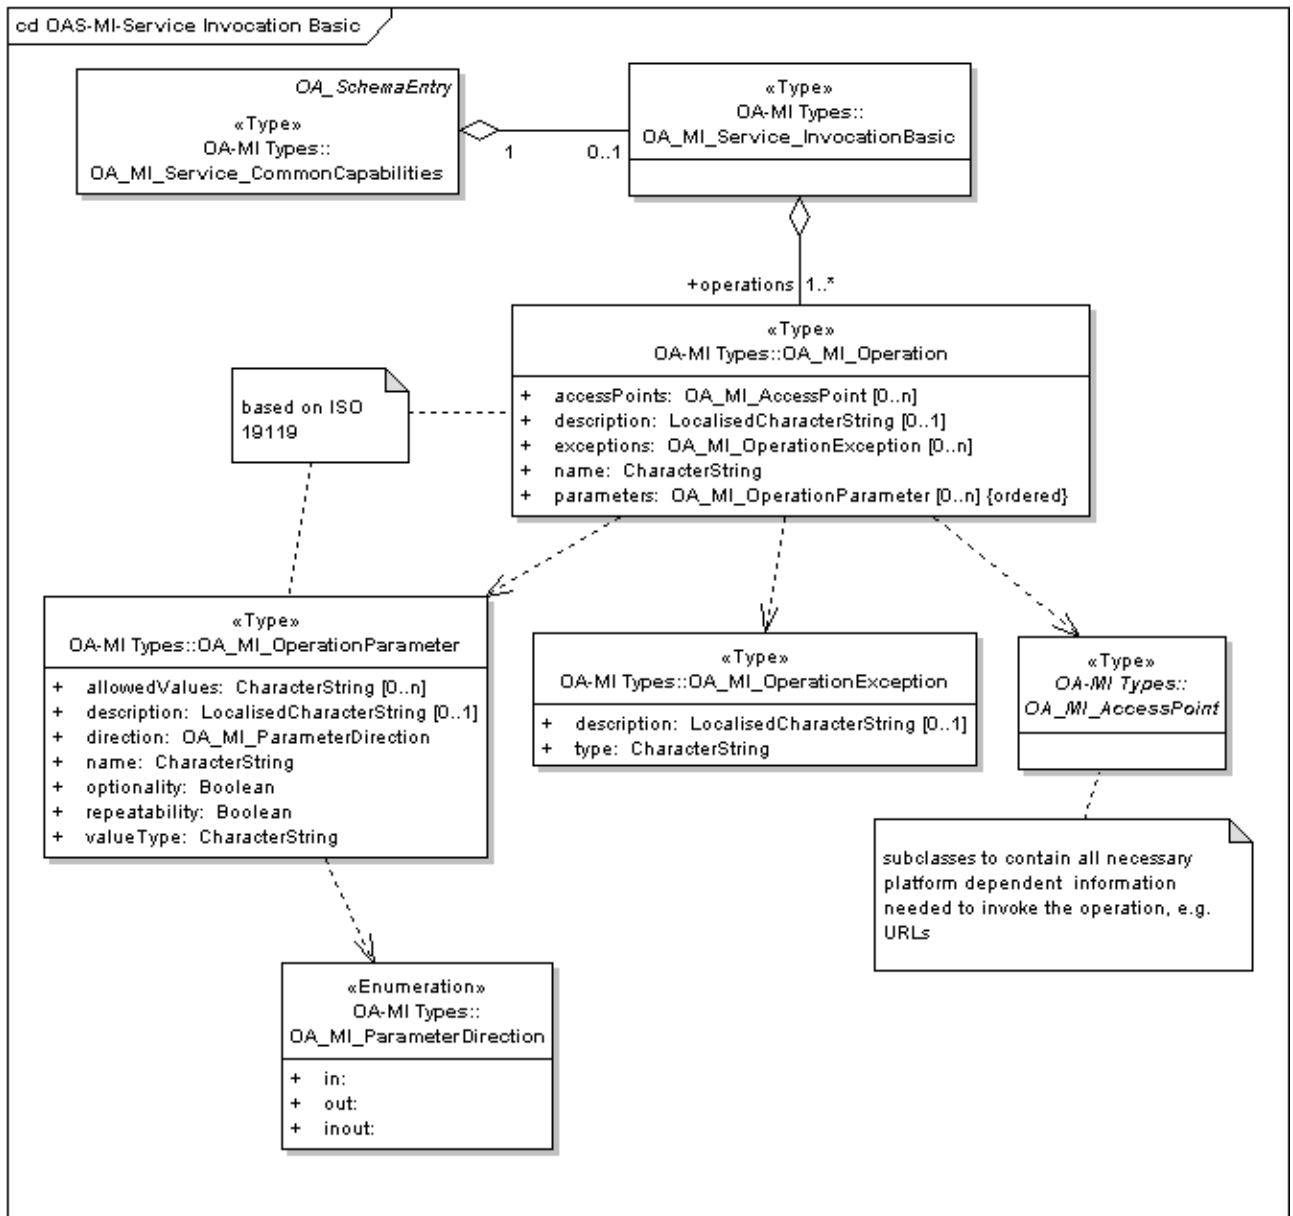 cd OAS-MI-Service Invocation Basic
OA_SchemaEntry
«Type»
OA-MI Types::
OA_MI_Service_CommonCapabilities
1
0..1
«Type»
OA-MI Types::
OA_MI_Service_InvocationBasic
+operations
1..*
«Type»
OA-MI Types::OA_MI_Operation
+ accessPoints: OA_MI_AccessPoint [0..n]
+ description: LocalisedCharacterString [0..1]
+ exceptions: OA_MI_OperationException [0..n]
+ name: CharacterString
+ parameters: OA_MI_OperationParameter [0..n] {ordered}
based on ISO
19119
«Type»
OA-MI Types::OA_MI_OperationParameter
+ allowedValues: CharacterString [0..n]
+ description: LocalisedCharacterString [0..1]
+ direction: OA_MI_ParameterDirection
+ name: CharacterString
+ optionality: Boolean
+ repeatability: Boolean
+ valueType: CharacterString
«Type»
OA-MI Types::OA_MI_OperationException
+ description: LocalisedCharacterString [0..1]
+ type: CharacterString
«Type»
OA-MI Types::
OA_MI_AccessPoint
subclasses to contain all necessary
platform dependent information
needed to invoke the operation, e.g.
URLs
«Enumeration»
OA-MI Types::
OA_MI_ParameterDirection
+ in:
+ out:
+ inout: